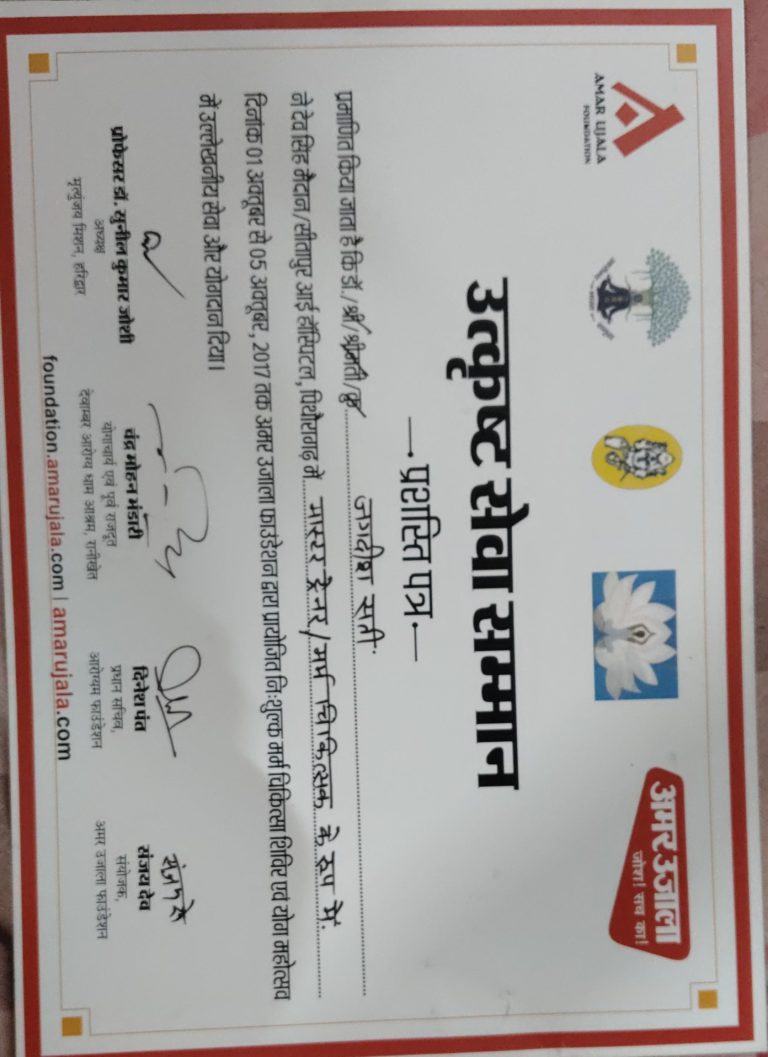 AMAR UJALA
FOUNDATION
अमर उजाला
जोश! सच का!
उत्कृष्ट सेवा सम्मान
प्रशस्ति पत्र
प्रमाणित किया जाता है कि डॉ./श्री/श्रीमती/कु. जगदीश सती
ने देव सिंह मैदान/सीतापुर आई हॉस्पिटल, पिथौरागढ़ में मास्टर ट्रेनर/मर्म चिकित्सक के रूप में
दिनांक 01 अक्तूबर से 05 अक्तूबर, 2017 तक अमर उजाला फाउंडेशन द्वारा प्रायोजित निःशुल्क मर्म चिकित्सा शिविर एवं योग महोत्सव
में उल्लेखनीय सेवा और योगदान दिया।
प्रोफेसर डॉ. सुनील कुमार जोशी
अध्यक्ष
मृत्युंजय मिशन, हरिद्वार
चंद्र मोहन भंडारी
योगाचार्य एवं पूर्व राजदूत
देवाम्बर आरोग्य धाम आश्रम, रानीखेत
दिनेश पंत
प्रधान सचिव,
आरोग्यम फाउंडेशन
संजय देव
संजय देव
संयोजक,
अमर उजाला फाउंडेशन
foundation.amarujala.com | amarujala.com